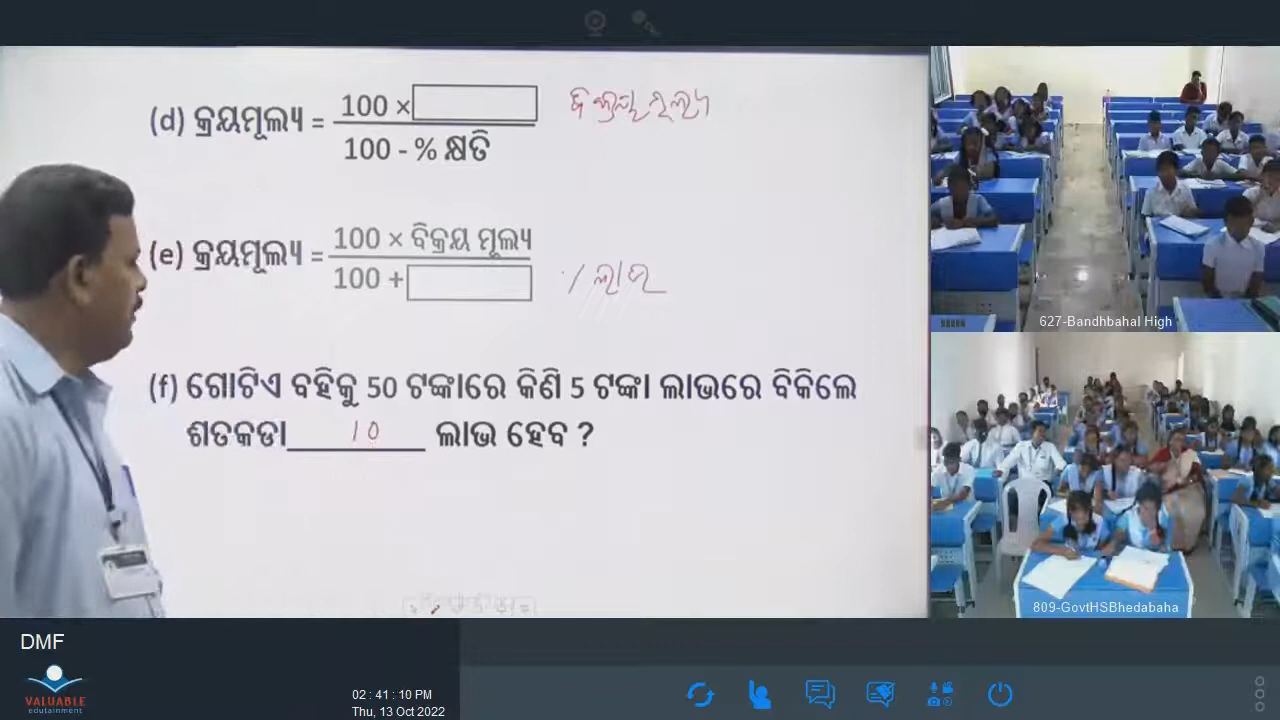 (d) କ୍ରୟମୂଲ୍ୟ = 100 × / 100 - % କ୍ଷତି ବିକ୍ରୟ ମୂଲ୍ୟ
(e) କ୍ରୟମୂଲ୍ୟ = 100 × ବିକ୍ରୟ ମୂଲ୍ୟ / 100 + % ଲାଭ
(f) ଗୋଟିଏ ବହିକୁ 50 ଟଙ୍କାରେ କିଣି 5 ଟଙ୍କା ଲାଭରେ ବିକିଲେ
ଶତକଡା 10 ଲାଭ ହେବ ?
627-Bandhbahal High
809-GovtHSBhedabaha
DMF
VALUABLE
edutainment
02 : 41 : 10 PM
Thu, 13 Oct 2022